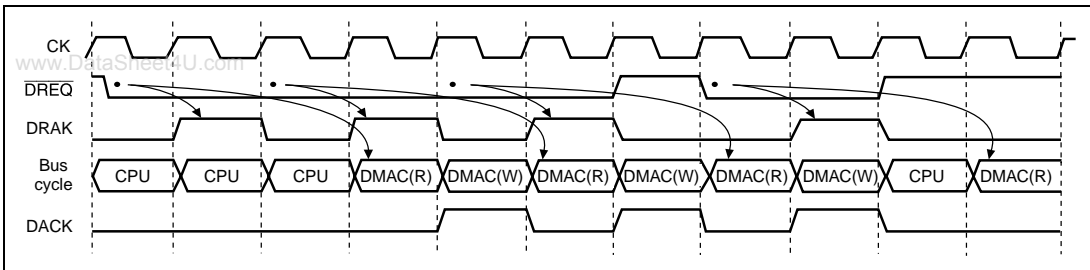 CK
www.DataSheet4U.com
DREQ
DRAK
Bus
cycle
CPU CPU CPU DMAC(R) DMAC(W) DMAC(R) DMAC(W) DMAC(R) DMAC(W) CPU DMAC(R)
DACK